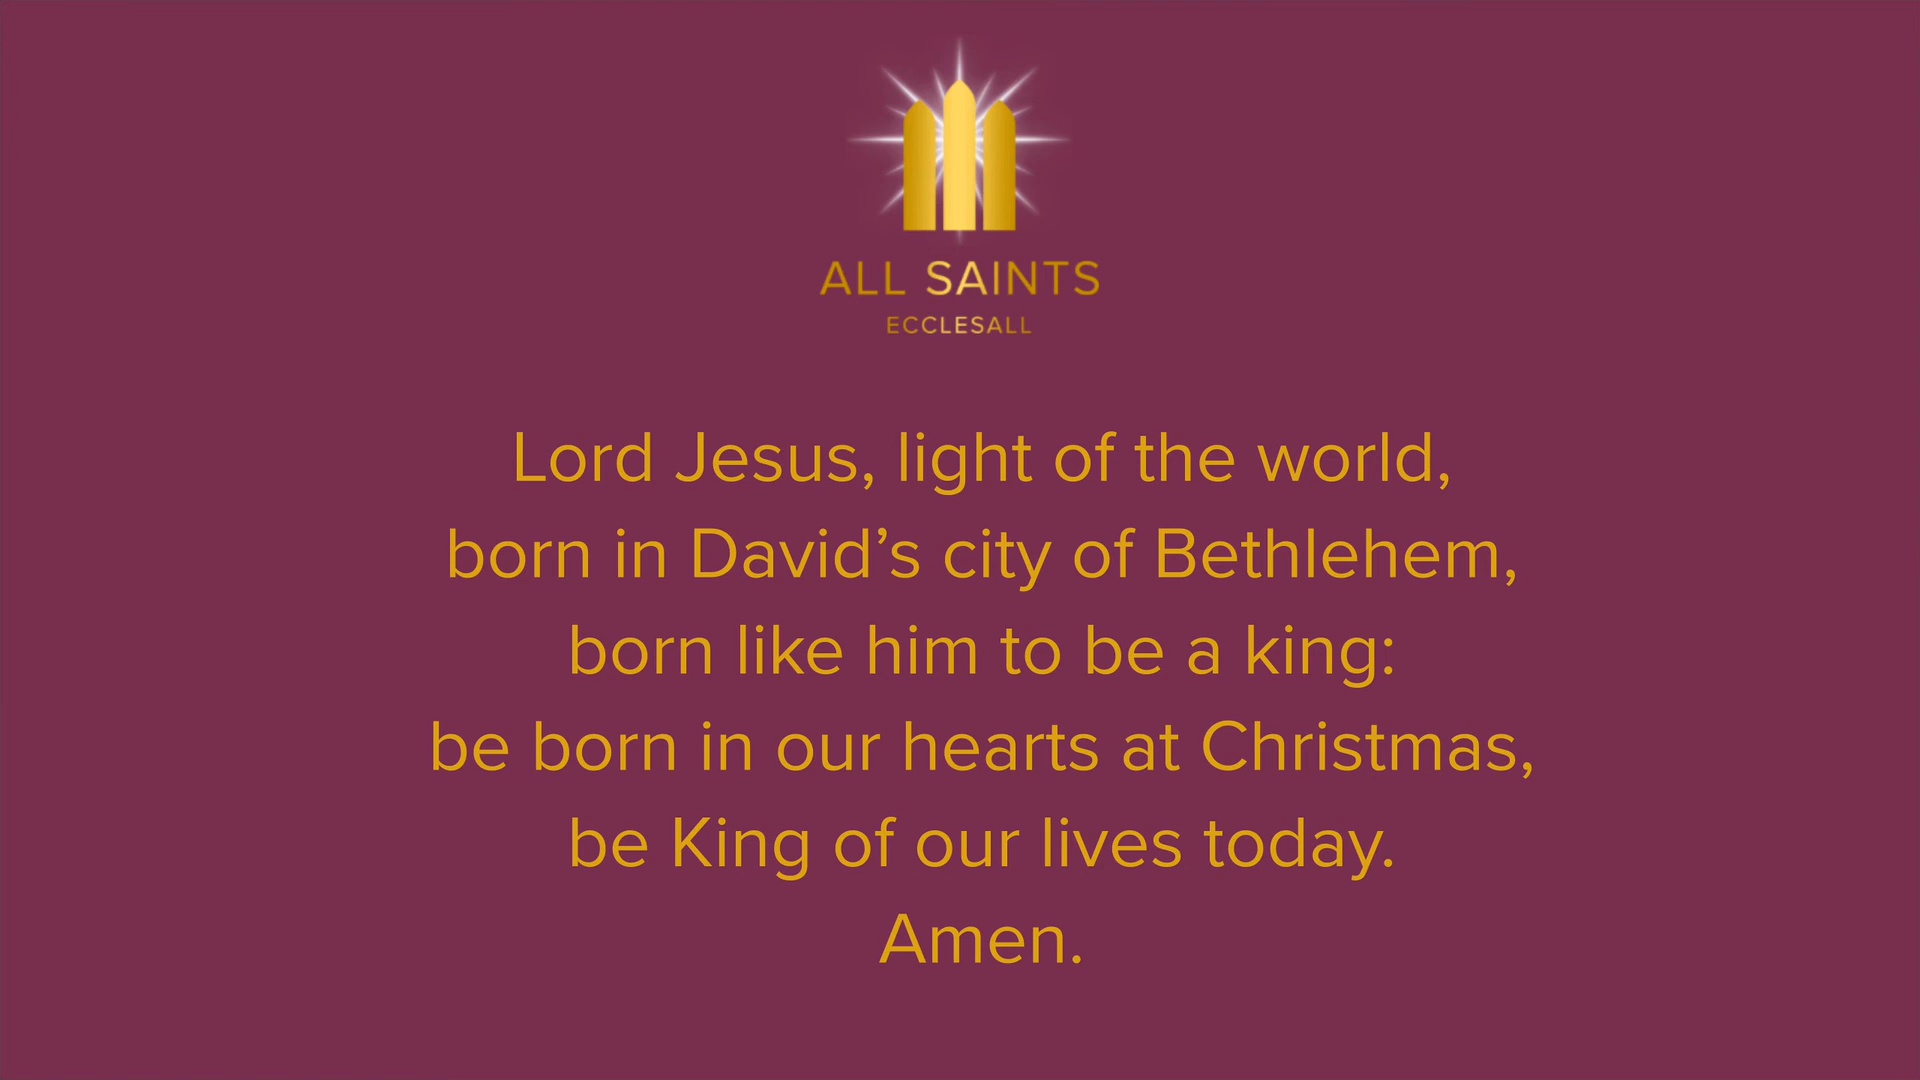 ALL SAINTS
ECCLESALL
Lord Jesus, light of the world,
born in David’s city of Bethlehem,
born like him to be a king:
be born in our hearts at Christmas,
be King of our lives today.
Amen.